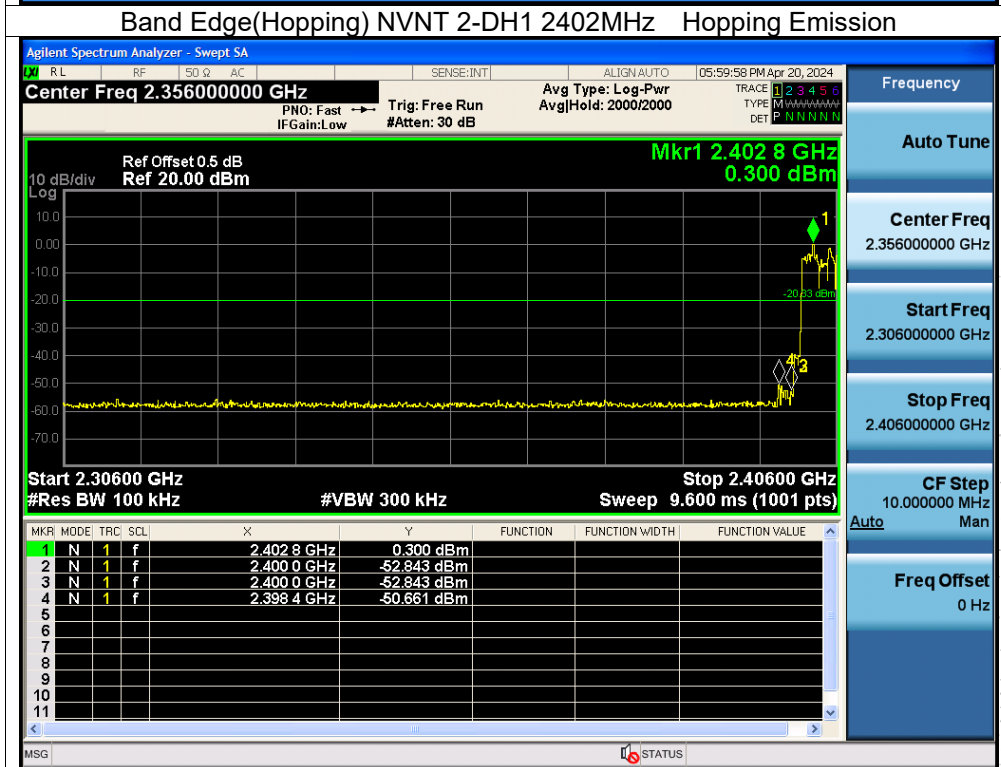 Band Edge(Hopping) NVNT 2-DH1 2402MHz Hopping Emission
Agilent Spectrum Analyzer - Swept SA
LXI RL RF 50 Ω AC SENSE:INT ALIGN AUTO 05:59:58 PM Apr 20, 2024
Center Freq 2.356000000 GHz
PNO: Fast
IFGain:Low
Trig: Free Run
#Atten: 30 dB
Avg Type: Log-Pwr
Avg|Hold: 2000/2000
TRACE 1 2 3 4 5 6
TYPE M WWWWW
DET P N N N N N
Mkr1 2.402 8 GHz
0.300 dBm
Ref Offset 0.5 dB
10 dB/div Ref 20.00 dBm
Log
10.0
0.00
-10.0
-20.0
-30.0
-40.0
-50.0
-60.0
-70.0
1
4
3
Start 2.30600 GHz Stop 2.40600 GHz
#Res BW 100 kHz #VBW 300 kHz Sweep 9.600 ms (1001 pts)
MKR MODE TRC SCL X Y FUNCTION FUNCTION WIDTH FUNCTION VALUE
1 N 1 f 2.402 8 GHz 0.300 dBm
2 N 1 f 2.400 0 GHz -52.843 dBm
3 N 1 f 2.400 0 GHz -52.843 dBm
4 N 1 f 2.398 4 GHz -50.661 dBm
5
6
7
8
9
10
11
MSG STATUS
Frequency
Auto Tune
Center Freq
2.356000000 GHz
Start Freq
2.306000000 GHz
Stop Freq
2.406000000 GHz
CF Step
10.000000 MHz
Auto Man
Freq Offset
0 Hz